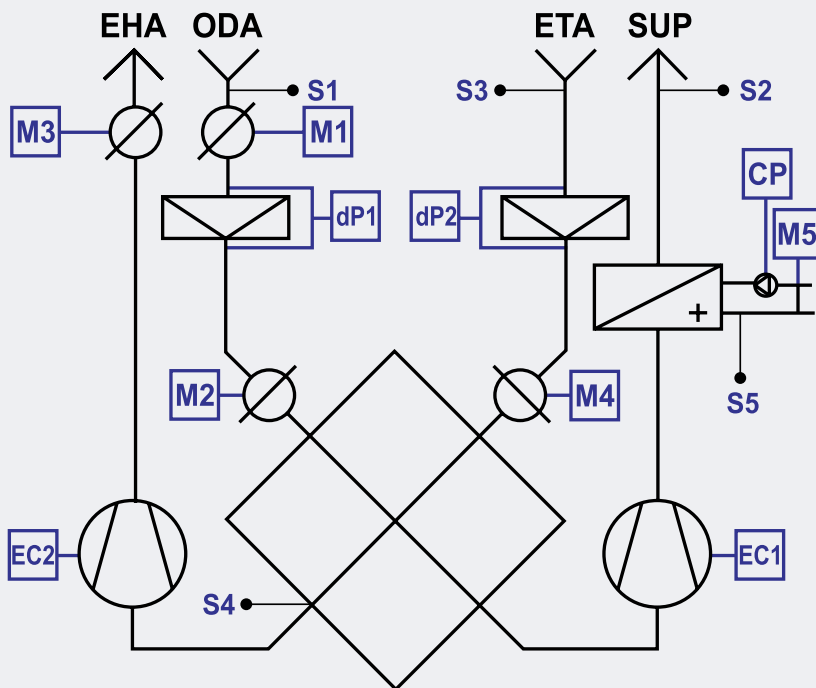 EHA ODA ETA SUP
S1 S3 S2
M3 M1 CP
dP1 dP2 M5
M2 M4 S5
EC2 EC1
S4
+